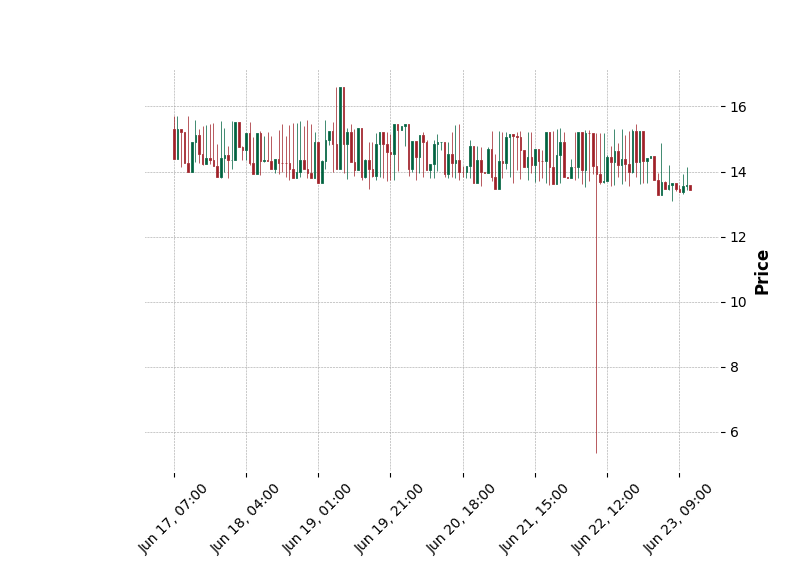 16
14
12
10
8
6
Price
Jun 17, 07:00
Jun 18, 04:00
Jun 19, 01:00
Jun 19, 21:00
Jun 20, 18:00
Jun 21, 15:00
Jun 22, 12:00
Jun 23, 09:00